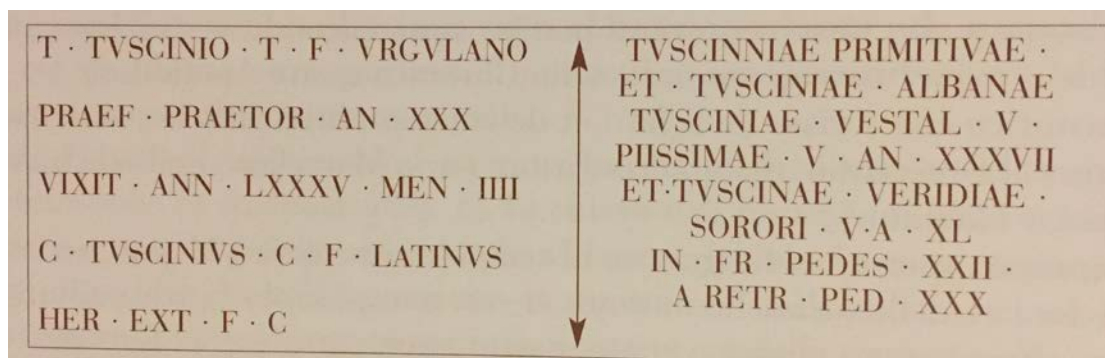 T · TVSCINIO · T · F · VRGVLANO
PRAEF · PRAETOR · AN · XXX
VIXIT · ANN · LXXXV · MEN · IIII
C · TVSCINIVS · C · F · LATINVS
HER · EXT · F · C
TVSCINNIAE PRIMITIVAE ·
ET · TVSCINIAE · ALBANAE
TVSCINIAE VESTAL · V
PIISSIMAE V · AN · XXXVII
ET·TVSCINAE · VERIDIAE ·
SORORI · V·A · XL
IN · FR · PEDES · XXII ·
A RETR · PED · XXX